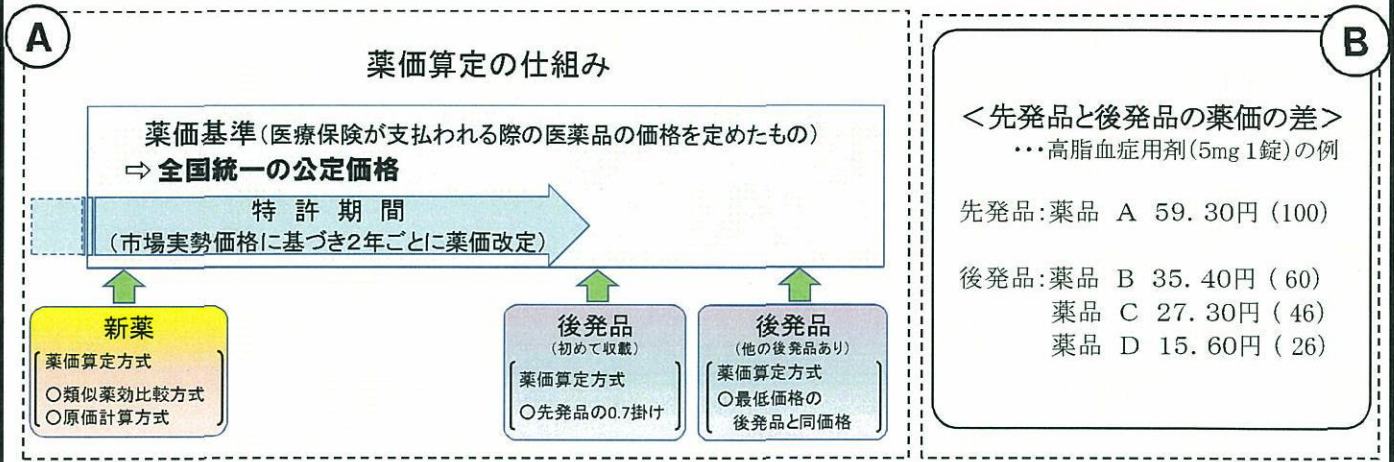 A
薬価算定の仕組み
薬価基準(医療保険が支払われる際の医薬品の価格を定めたもの)
⇨ 全国統一の公定価格
特 許 期 間
(市場実勢価格に基づき2年ごとに薬価改定)
新薬
薬価算定方式
○類似薬効比較方式
○原価計算方式
後発品
(初めて収載)
薬価算定方式
○先発品の0.7掛け
後発品
(他の後発品あり)
薬価算定方式
○最低価格の
後発品と同価格
B
＜先発品と後発品の薬価の差＞
･･･高脂血症用剤(5mg 1錠)の例
先発品:薬品 A 59. 30円 (100)
後発品:薬品 B 35. 40円 ( 60)
薬品 C 27. 30円 ( 46)
薬品 D 15. 60円 ( 26)